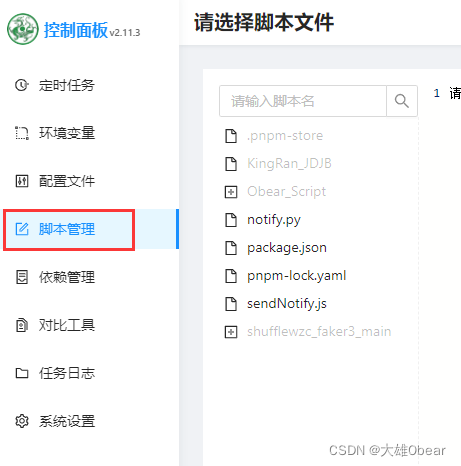 控制面板 v2.11.3
请选择脚本文件
定时任务
环境变量
配置文件
脚本管理
依赖管理
对比工具
任务日志
系统设置
请输入脚本名
.pnpm-store
KingRan_JDJB
Obear_Script
notify.py
package.json
pnpm-lock.yaml
sendNotify.js
shufflewzc_faker3_main
1 请
CSDN @大雄Obear